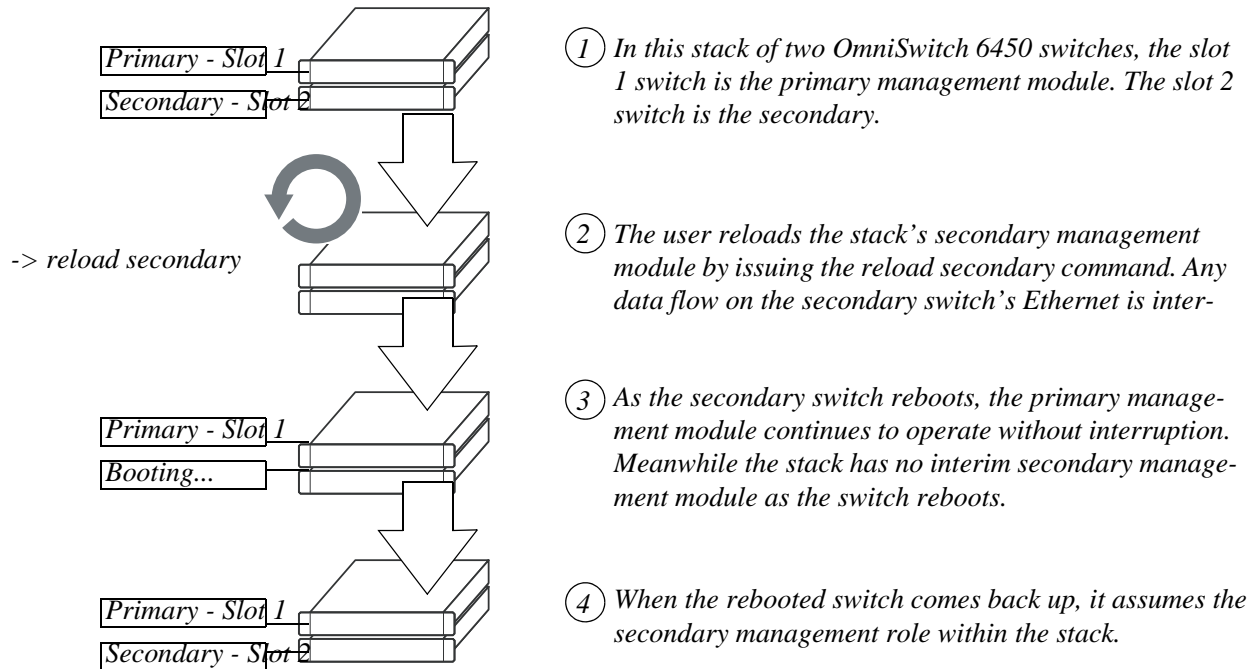 Primary - Slot 1
Secondary - Slot 2
1 In this stack of two OmniSwitch 6450 switches, the slot
1 switch is the primary management module. The slot 2
switch is the secondary.
-> reload secondary
2 The user reloads the stack’s secondary management
module by issuing the reload secondary command. Any
data flow on the secondary switch’s Ethernet is inter-
Primary - Slot 1
Booting...
3 As the secondary switch reboots, the primary manage-
ment module continues to operate without interruption.
Meanwhile the stack has no interim secondary manage-
ment module as the switch reboots.
Primary - Slot 1
Secondary - Slot 2
4 When the rebooted switch comes back up, it assumes the
secondary management role within the stack.